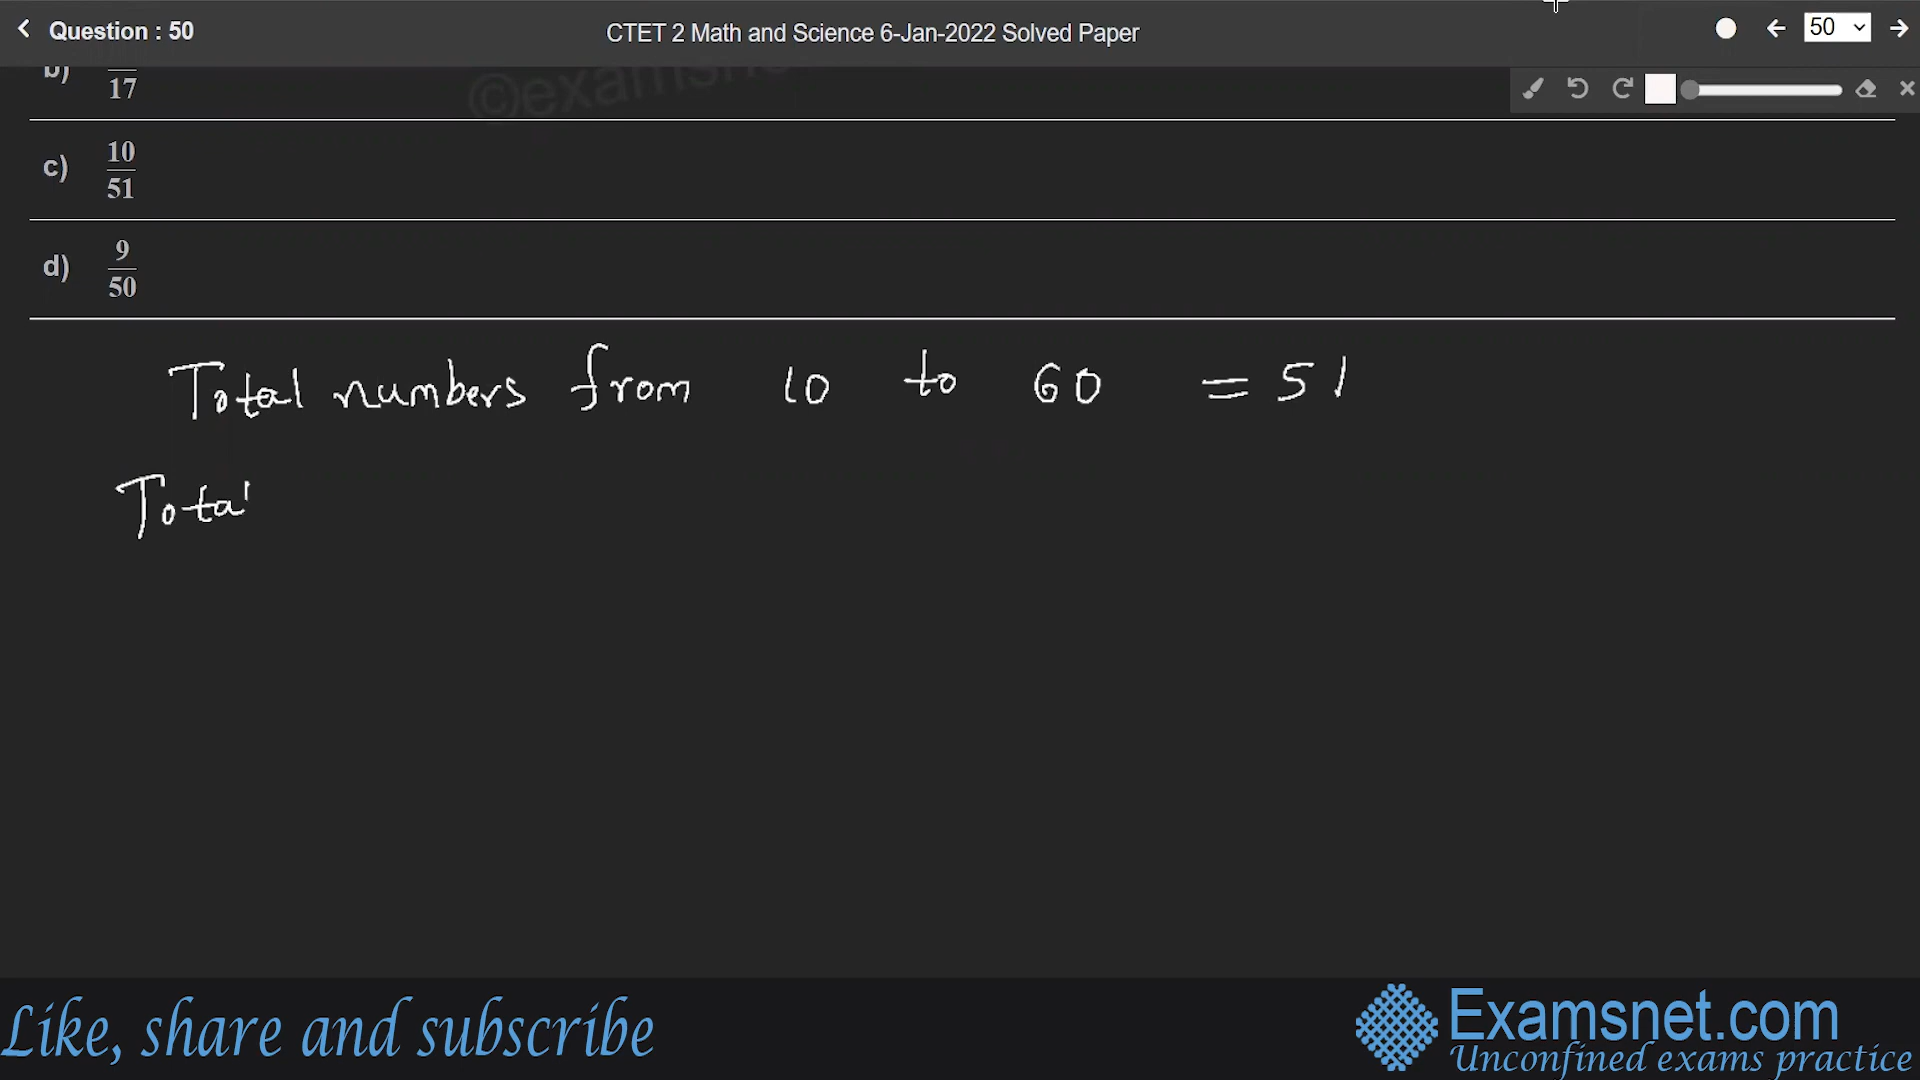 Question : 50
CTET 2 Math and Science 6-Jan-2022 Solved Paper
50
©examsnet
b) 17
c) 10/51
d) 9/50
Total numbers from 10 to 60 = 51
Total
Like, share and subscribe
Examsnet.com
Unconfined exams practice